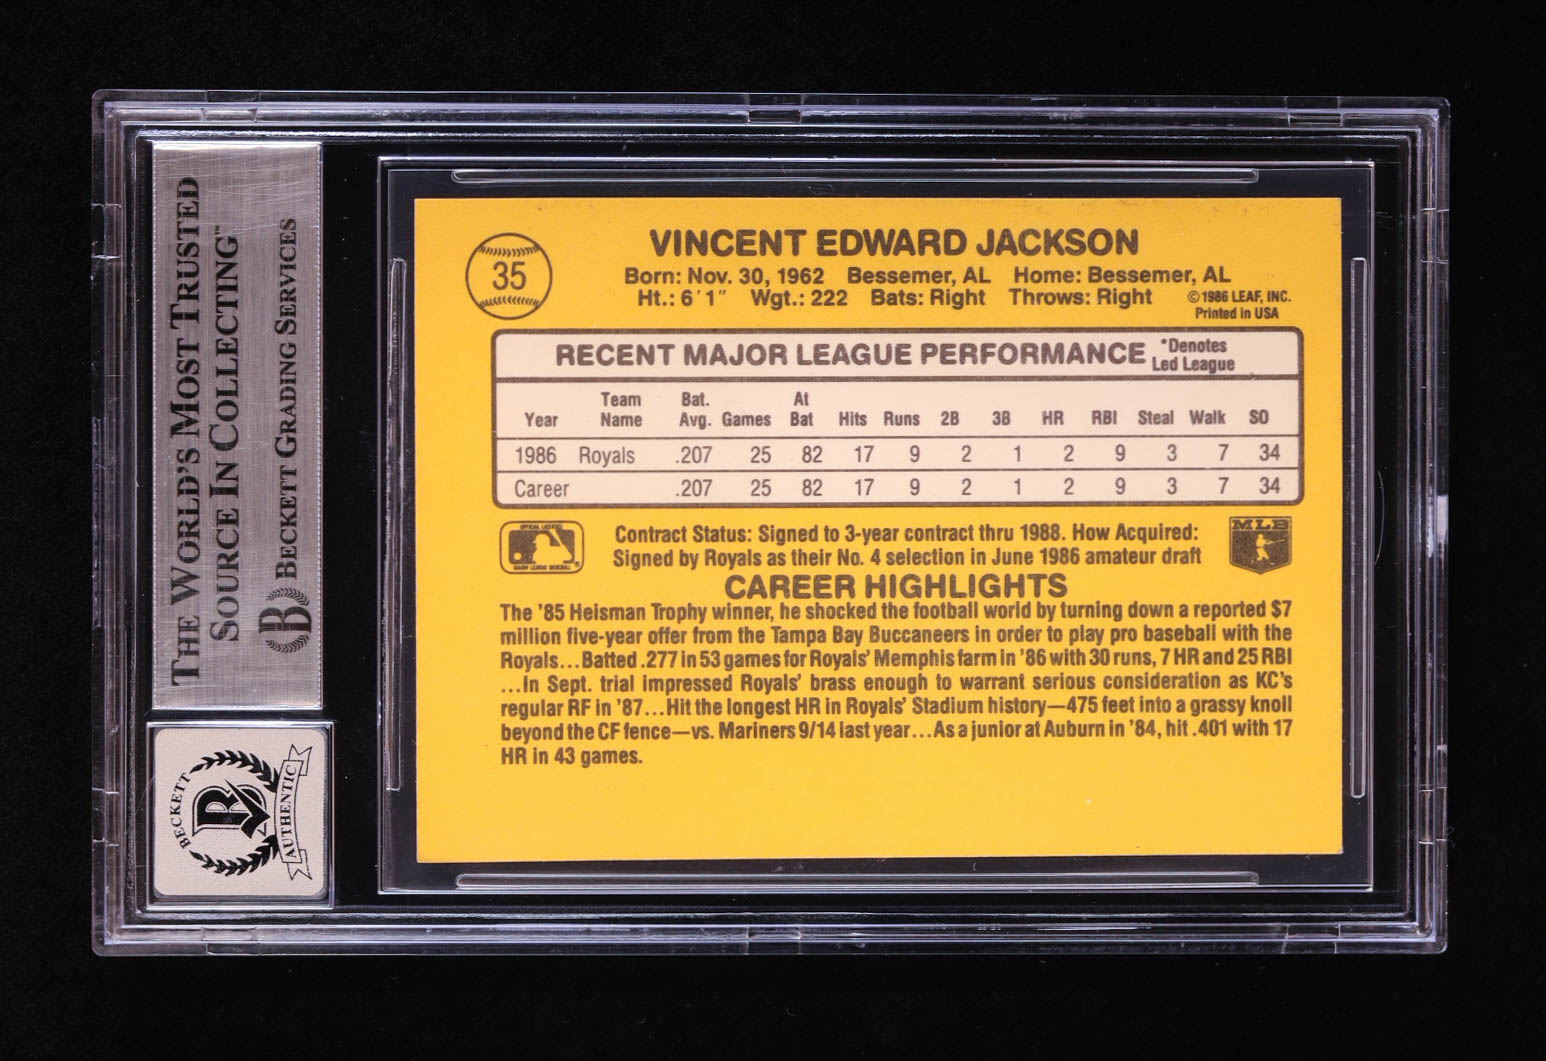 THE WORLD'S MOST TRUSTED
SOURCE IN COLLECTING™
BECKETT GRADING SERVICES
BECKETT
AUTHENTIC
35
VINCENT EDWARD JACKSON
Born: Nov. 30, 1962 Bessemer, AL Home: Bessemer, AL
Ht.: 6'1" Wgt.: 222 Bats: Right Throws: Right
©1986 LEAF, INC.
Printed in USA
RECENT MAJOR LEAGUE PERFORMANCE *Denotes
Led League
Year Team Name Bat. Avg. Games At Bat Hits Runs 2B 3B HR RBI Steal Walk SO
1986 Royals .207 25 82 17 9 2 1 2 9 3 7 34
Career .207 25 82 17 9 2 1 2 9 3 7 34
OFFICIAL LICENSEE
MAJOR LEAGUE BASEBALL
Contract Status: Signed to 3-year contract thru 1988. How Acquired:
Signed by Royals as their No. 4 selection in June 1986 amateur draft
MLB
CAREER HIGHLIGHTS
The '85 Heisman Trophy winner, he shocked the football world by turning down a reported $7
million five-year offer from the Tampa Bay Buccaneers in order to play pro baseball with the
Royals...Batted .277 in 53 games for Royals' Memphis farm in '86 with 30 runs, 7 HR and 25 RBI
...In Sept. trial impressed Royals' brass enough to warrant serious consideration as KC's
regular RF in '87...Hit the longest HR in Royals' Stadium history—475 feet into a grassy knoll
beyond the CF fence—vs. Mariners 9/14 last year...As a junior at Auburn in '84, hit .401 with 17
HR in 43 games.